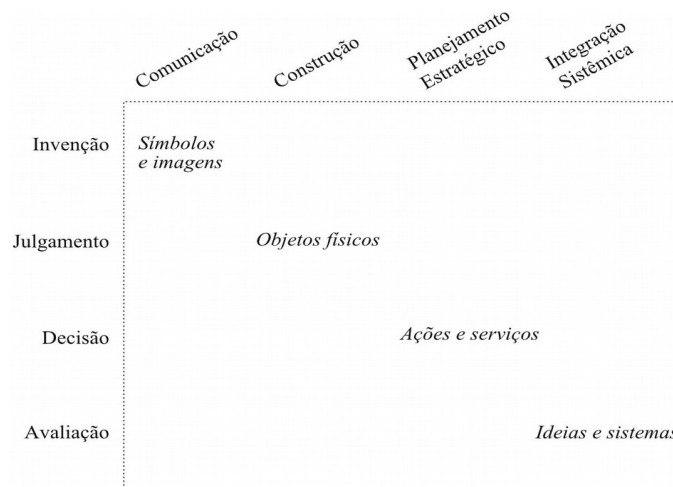 Comunicação
Construção
Planejamento
Estratégico
Integração
Sistêmica
Invenção
Símbolos
e imagens
Julgamento
Objetos físicos
Decisão
Ações e serviços
Avaliação
Ideias e sistemas